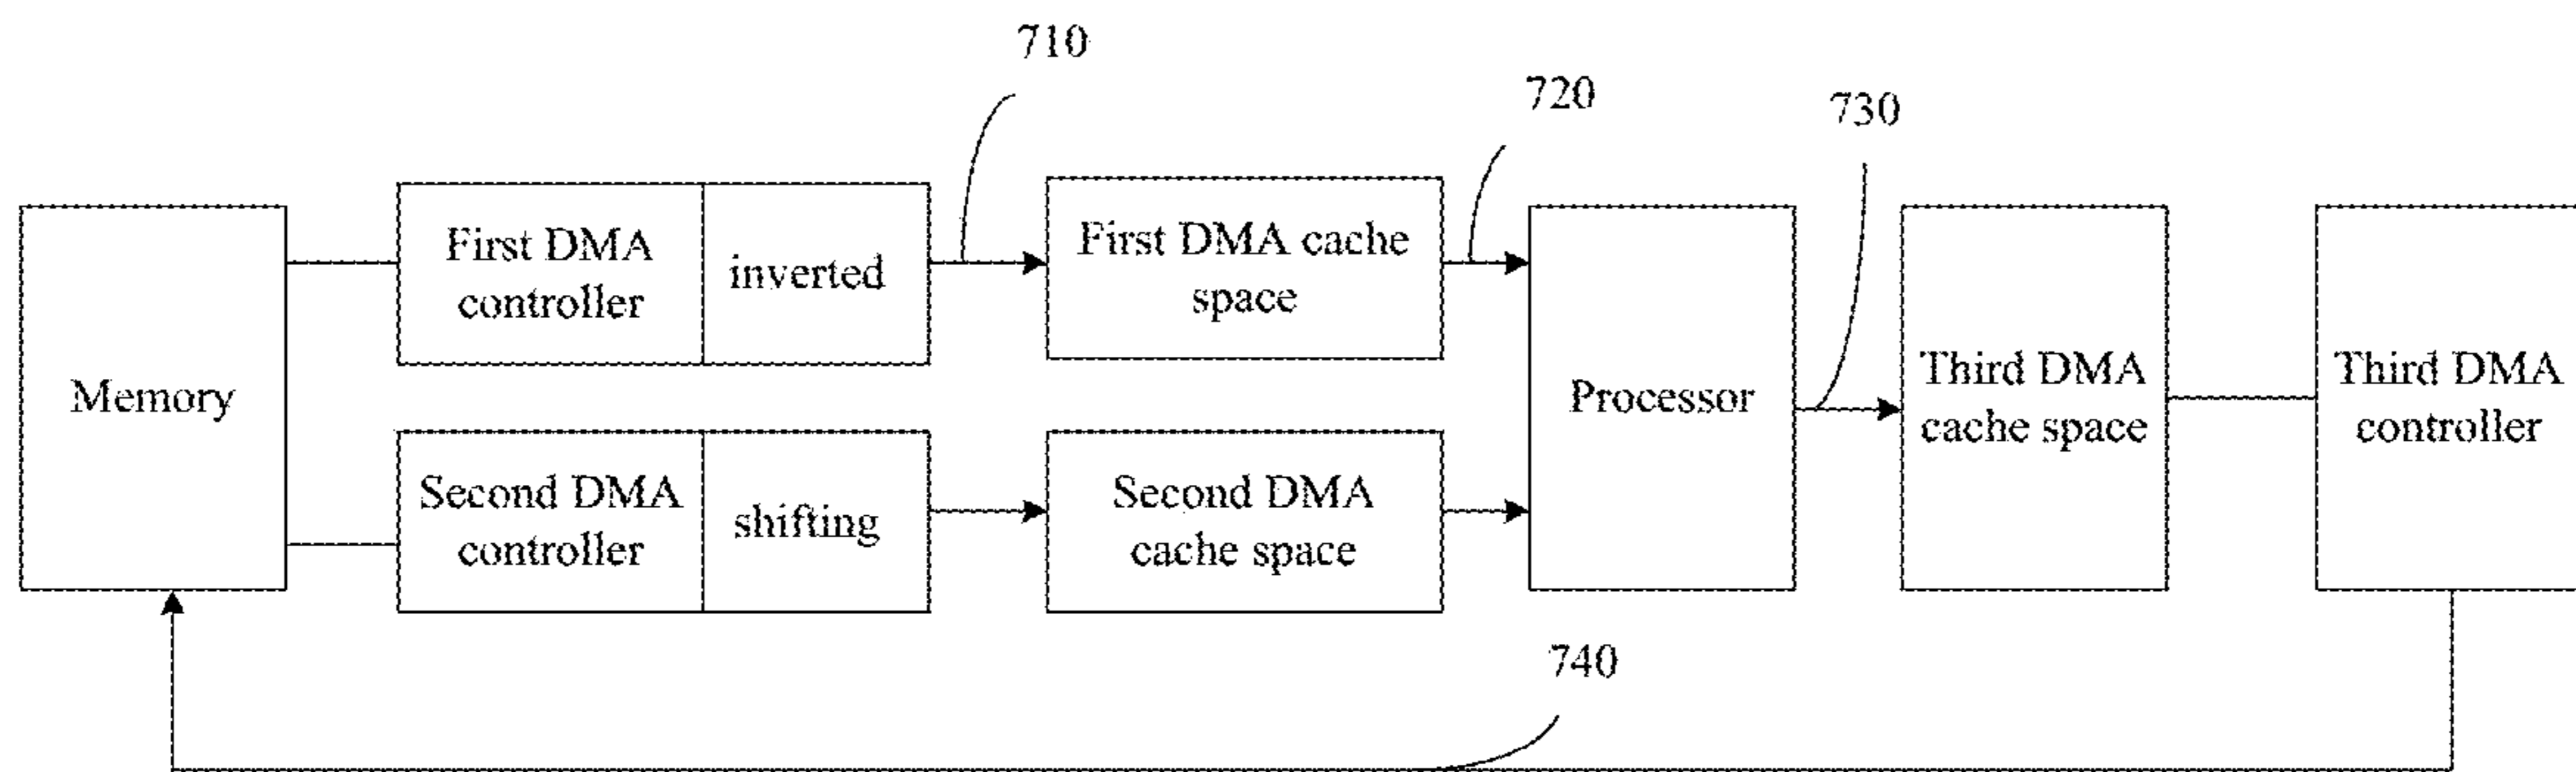 710
720
730
Memory
First DMA
controller
inverted
First DMA cache
space
Second DMA
controller
shifting
Second DMA
cache space
Processor
Third DMA
cache space
Third DMA
controller
740